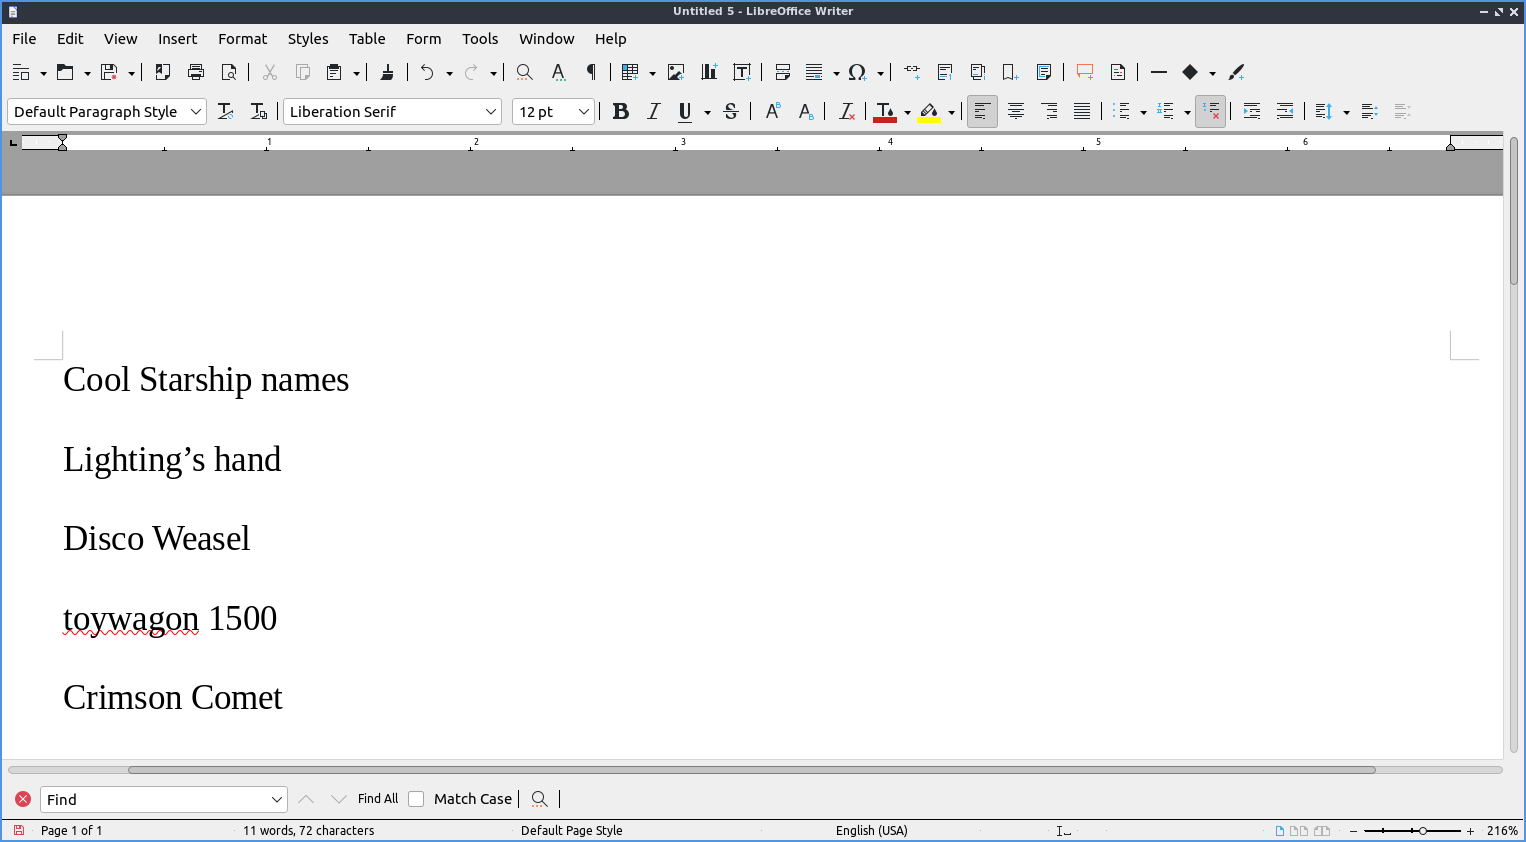 Untitled 5 - LibreOffice Writer
File Edit View Insert Format Styles Table Form Tools Window Help
Default Paragraph Style Liberation Serif 12 pt
1 2 3 4 5 6
Cool Starship names
Lighting’s hand
Disco Weasel
toywagon 1500
Crimson Comet
Find Find All Match Case
Page 1 of 1 11 words, 72 characters Default Page Style English (USA) 216%